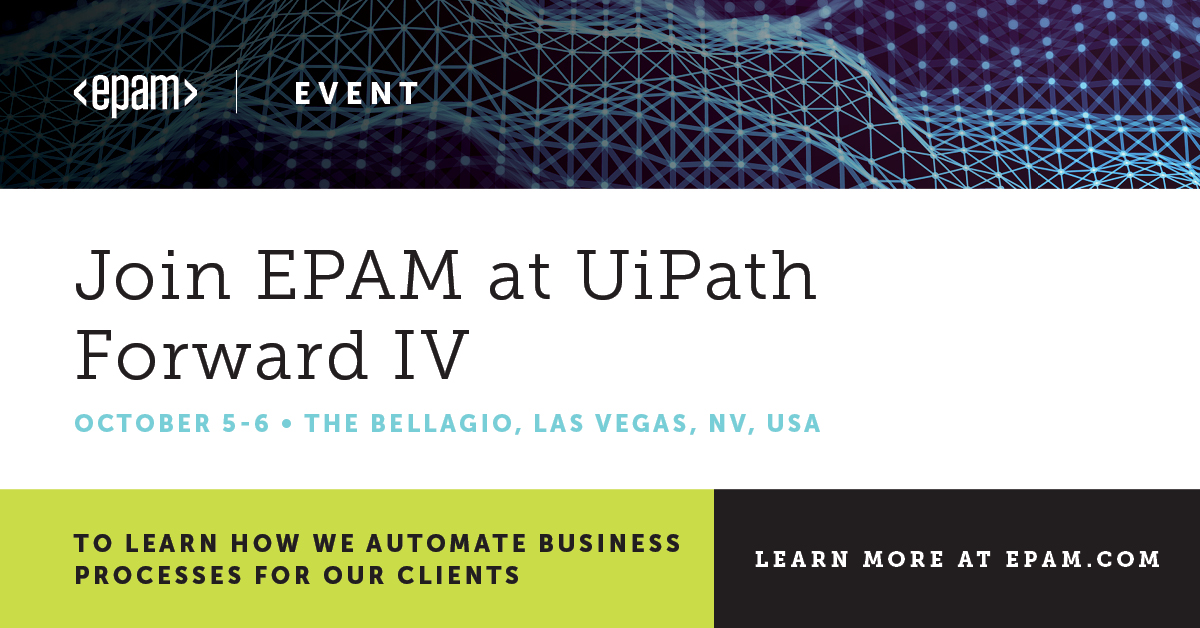 <epam> EVENT
Join EPAM at UiPath
Forward IV
OCTOBER 5-6 • THE BELLAGIO, LAS VEGAS, NV, USA
TO LEARN HOW WE AUTOMATE BUSINESS
PROCESSES FOR OUR CLIENTS
LEARN MORE AT EPAM.COM